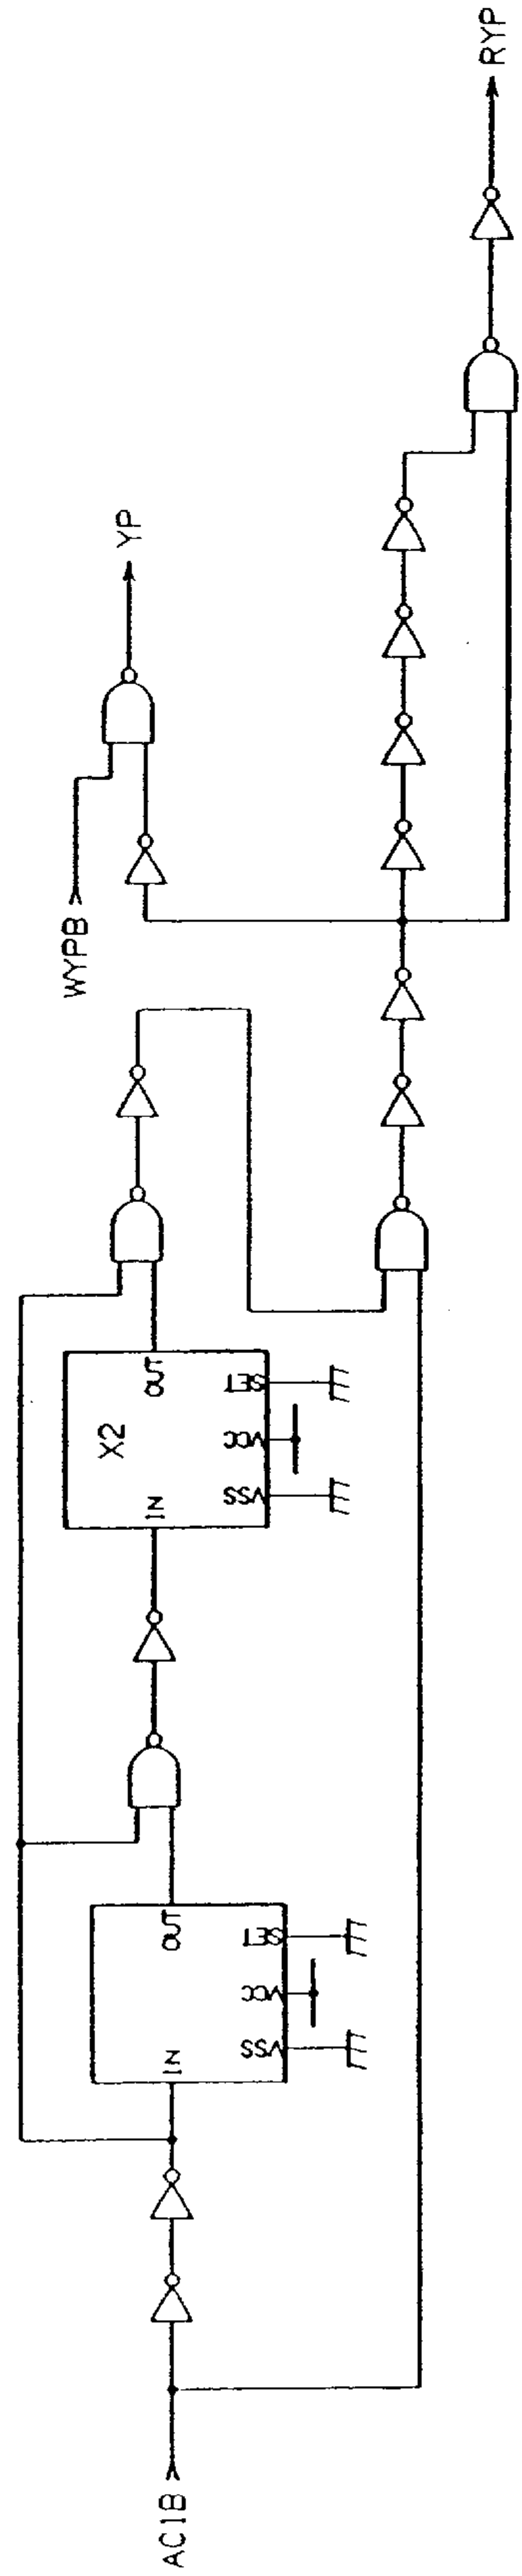 RYP
YP
WYPB
OUT
X2
IN
SET
VCC
VSS
OUT
IN
SET
VCC
VSS
AC1B